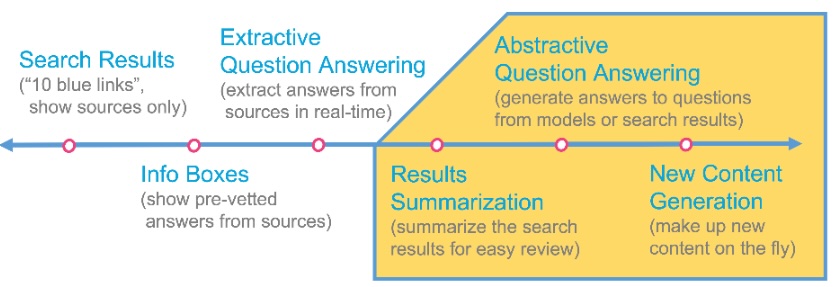 Search Results
("10 blue links",
show sources only)
Extractive
Question Answering
(extract answers from
sources in real-time)
Abstractive
Question Answering
(generate answers to questions
from models or search results)
Info Boxes
(show pre-vetted
answers from sources)
Results
Summarization
(summarize the search
results for easy review)
New Content
Generation
(make up new
content on the fly)